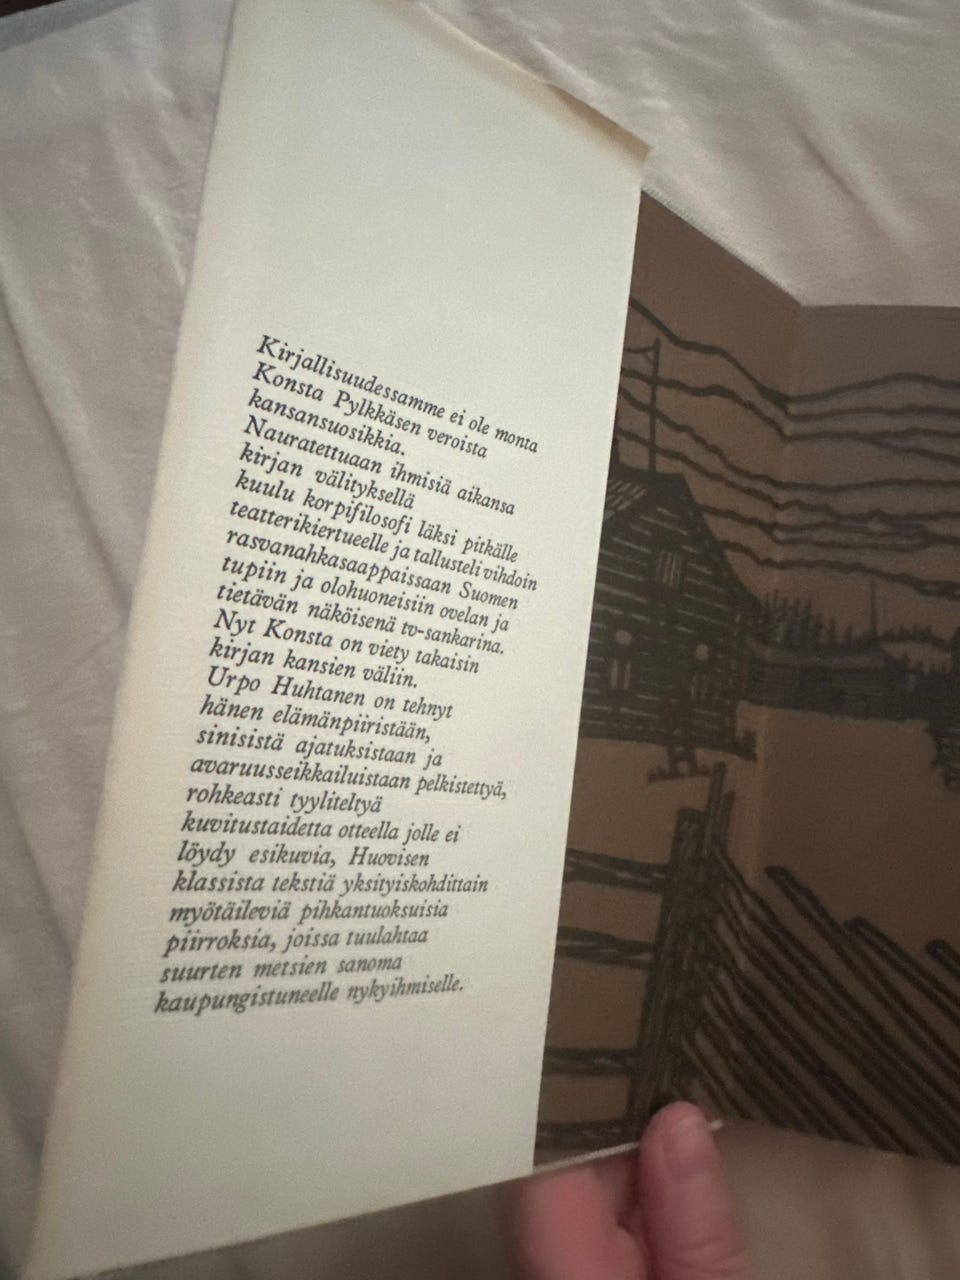 Kirjallisuudessamme ei ole monta
Konsta Pylkkäsen veroista
kansansuosikkia.
Nauratettuaan ihmisiä aikansa
kirjan välityksellä
kuulu korpifilosofi läksi pitkälle
teatterikiertueelle ja tallusteli vihdoin
rasvanahkasaappaissaan Suomen
tupiin ja olohuoneisiin ovelan ja
tietävän näköisenä tv-sankarina.
Nyt Konsta on viety takaisin
kirjan kansien väliin.
Urpo Huhtanen on tehnyt
hänen elämänpiiristään,
sinisistä ajatuksistaan ja
avaruusseikkailuistaan pelkistettyä,
rohkeasti tyyliteltyä
kuvitustaidetta otteella jolle ei
löydy esikuvia, Huovisen
klassista tekstiä yksityiskohdittain
myötäileviä pihkantuoksuisia
piirroksia, joissa tuulahtaa
suurten metsien sanoma
kaupungistuneelle nykyihmiselle.